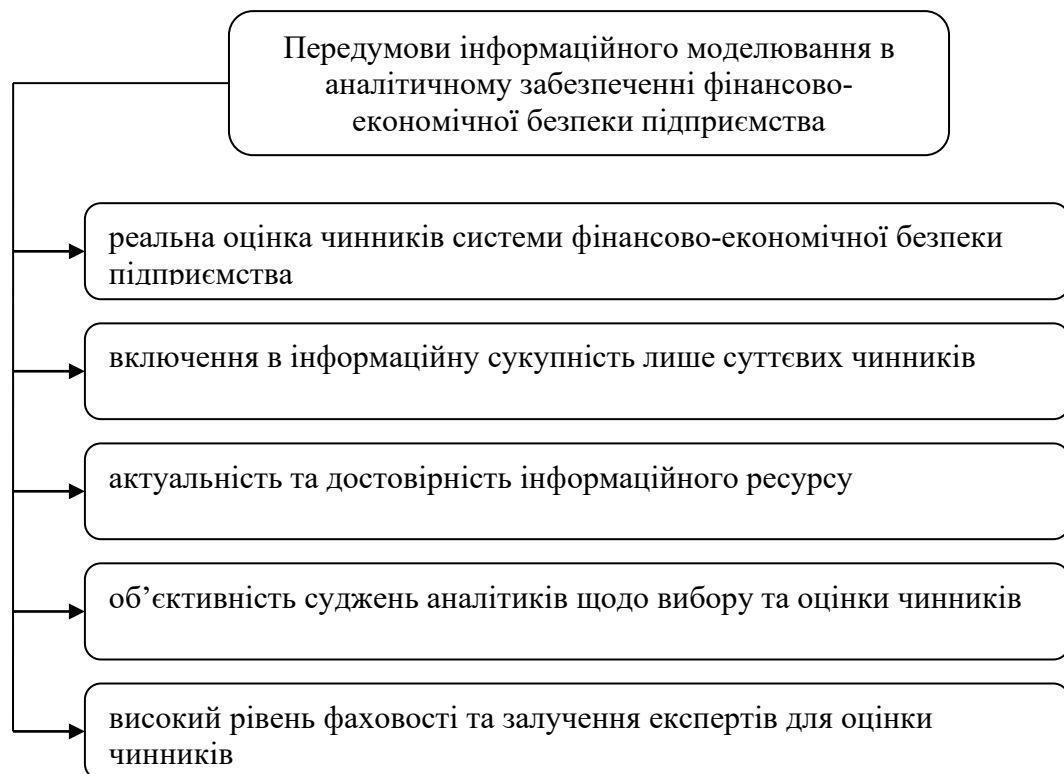 Передумови інформаційного моделювання в
аналітичному забезпеченні фінансово-
економічної безпеки підприємства
реальна оцінка чинників системи фінансово-економічної безпеки
підприємства
включення в інформаційну сукупність лише суттєвих чинників
актуальність та достовірність інформаційного ресурсу
об’єктивність суджень аналітиків щодо вибору та оцінки чинників
високий рівень фаховості та залучення експертів для оцінки
чинників